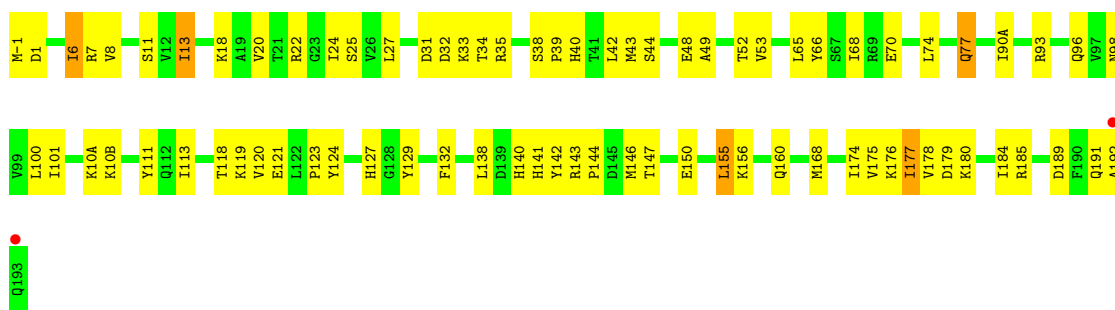 M-1 D1 I6 R7 V8 S11 V12 I13 K18 A19 V20 T21 R22 G23 I24 S25 V26 L27 D31 D32 K33 T34 R35 S38 P39 H40 T41 L42 M43 S44 E48 A49 T52 V53 L65 Y66 S67 I68 R69 E70 L74 Q77 I90A R93 Q96 V97 N98
V99 L100 I101 K10A K10B Y111 Q112 I113 T118 K119 V120 E121 L122 P123 Y124 H127 G128 Y129 F132 L138 D139 H140 H141 Y142 R143 P144 D145 M146 T147 E150 L155 K156 Q160 M168 I174 V175 K176 I177 V178 D179 K180 I184 R185 D189 F190 Q191 A192
Q193